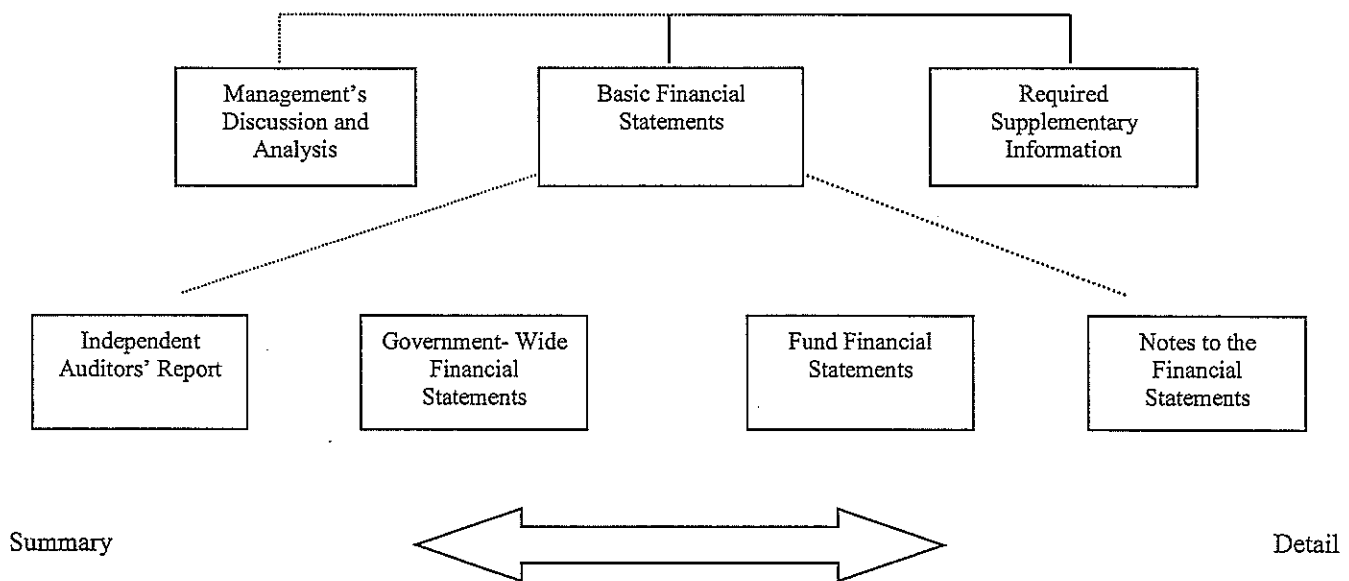 Management's
Discussion and
Analysis
Basic Financial
Statements
Required
Supplementary
Information
Independent
Auditors' Report
Government- Wide
Financial
Statements
Fund Financial
Statements
Notes to the
Financial
Statements
Summary
Detail